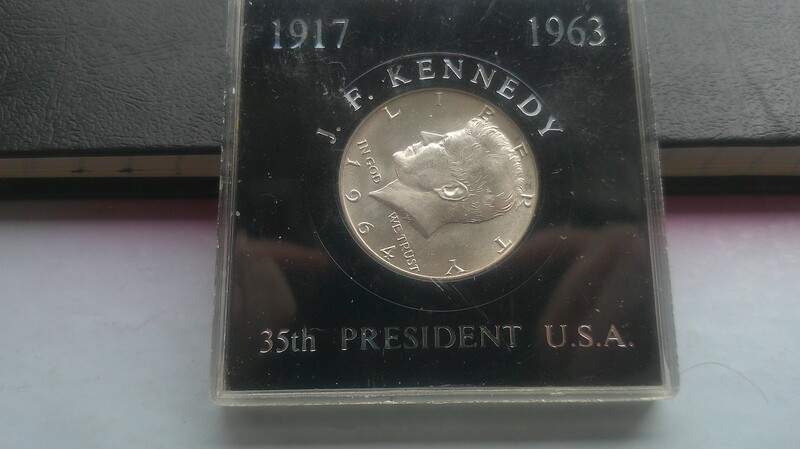 1917 1963
J. F. KENNEDY
LIBERTY
IN GOD WE TRUST
1964
35th PRESIDENT U.S.A.